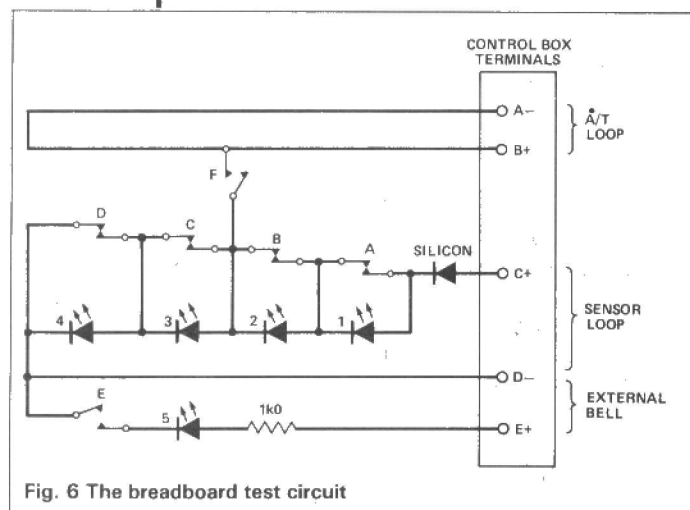 CONTROL BOX
TERMINALS
A−
B+
A/T
LOOP
F
D
C
B
A
SILICON
C+
4
3
2
1
SENSOR
LOOP
D−
E
5
1k0
E+
EXTERNAL
BELL
Fig. 6 The breadboard test circuit